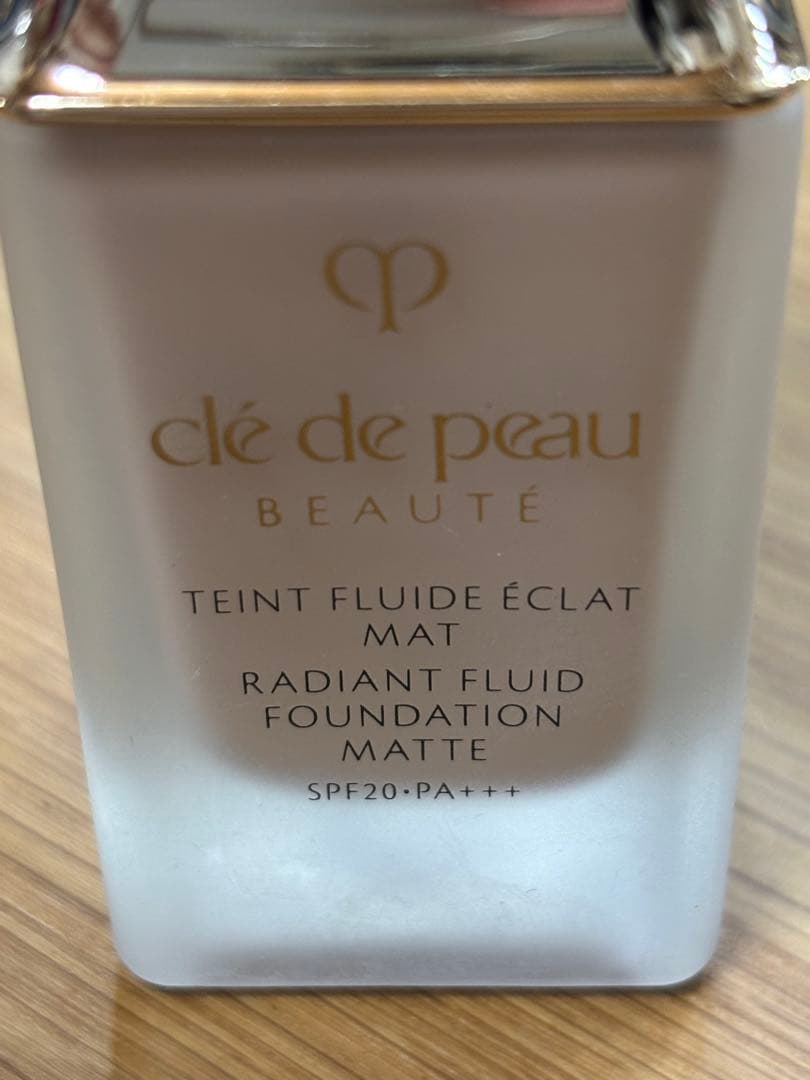 clé de peau
BEAUTÉ
TEINT FLUIDE ÉCLAT
MAT
RADIANT FLUID
FOUNDATION
MATTE
SPF20•PA+++